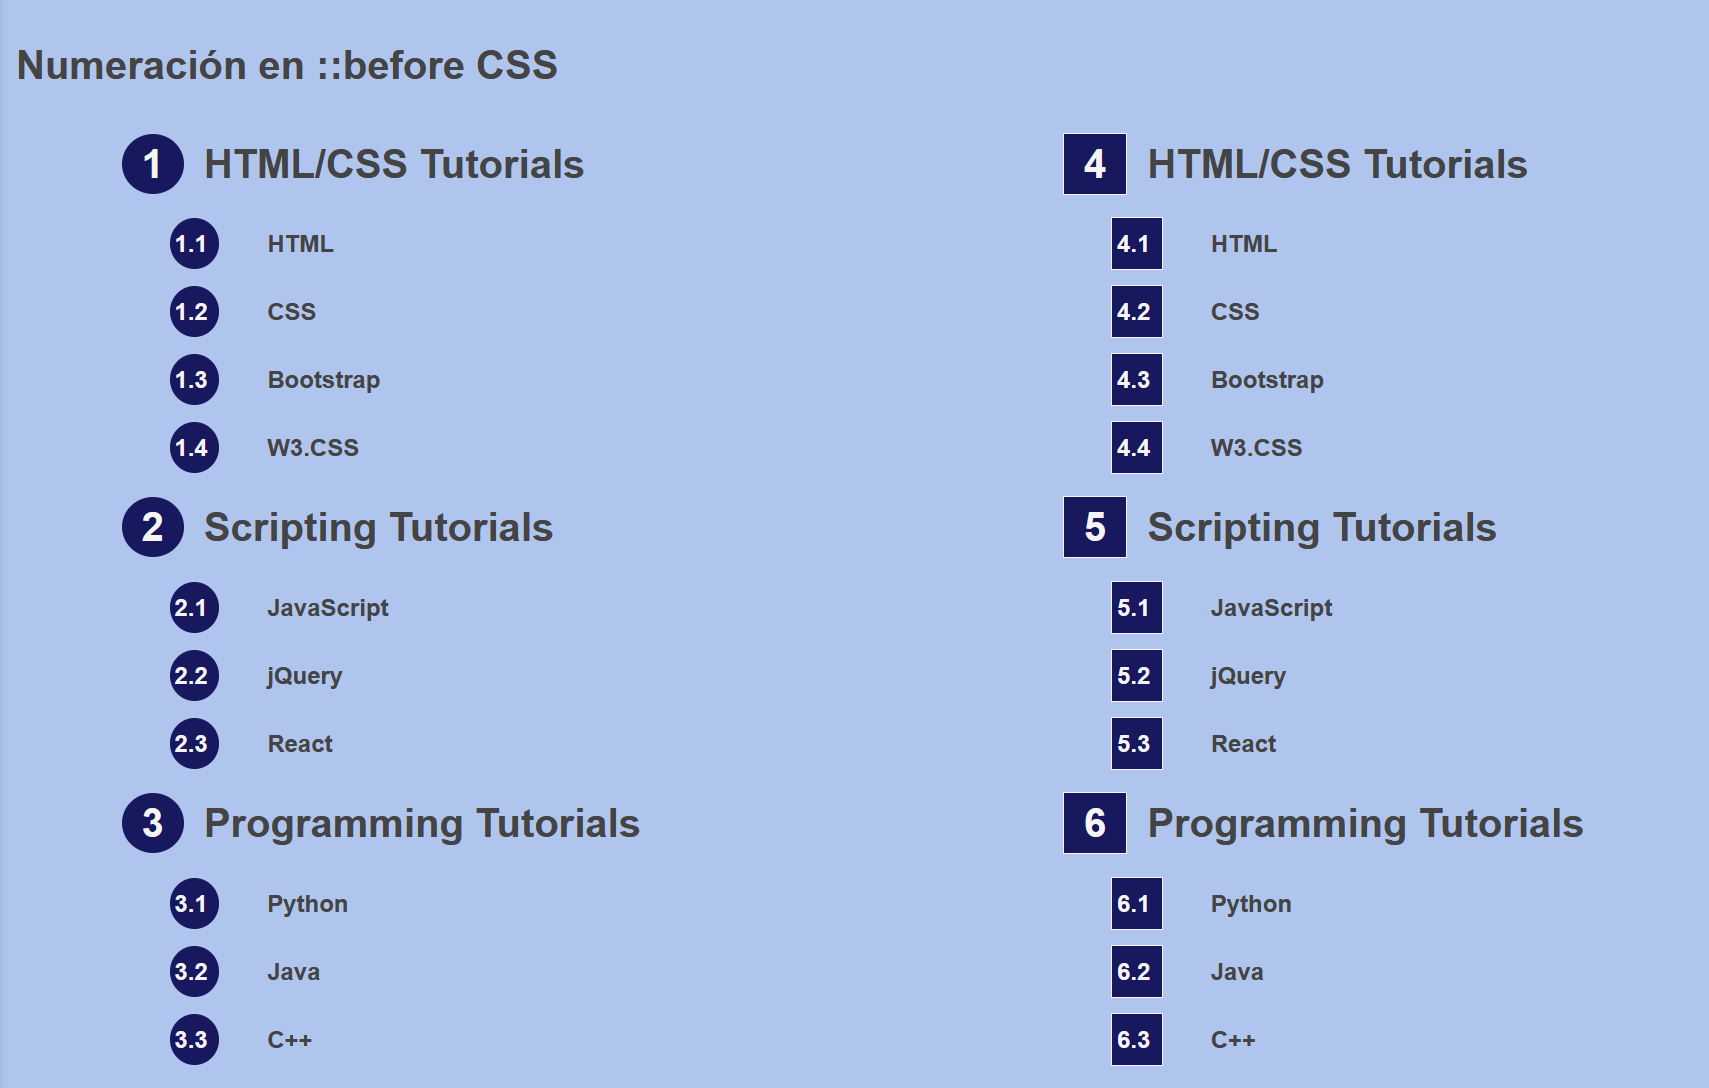 Numeración en ::before CSS
1 HTML/CSS Tutorials
1.1 HTML
1.2 CSS
1.3 Bootstrap
1.4 W3.CSS
2 Scripting Tutorials
2.1 JavaScript
2.2 jQuery
2.3 React
3 Programming Tutorials
3.1 Python
3.2 Java
3.3 C++
4 HTML/CSS Tutorials
4.1 HTML
4.2 CSS
4.3 Bootstrap
4.4 W3.CSS
5 Scripting Tutorials
5.1 JavaScript
5.2 jQuery
5.3 React
6 Programming Tutorials
6.1 Python
6.2 Java
6.3 C++